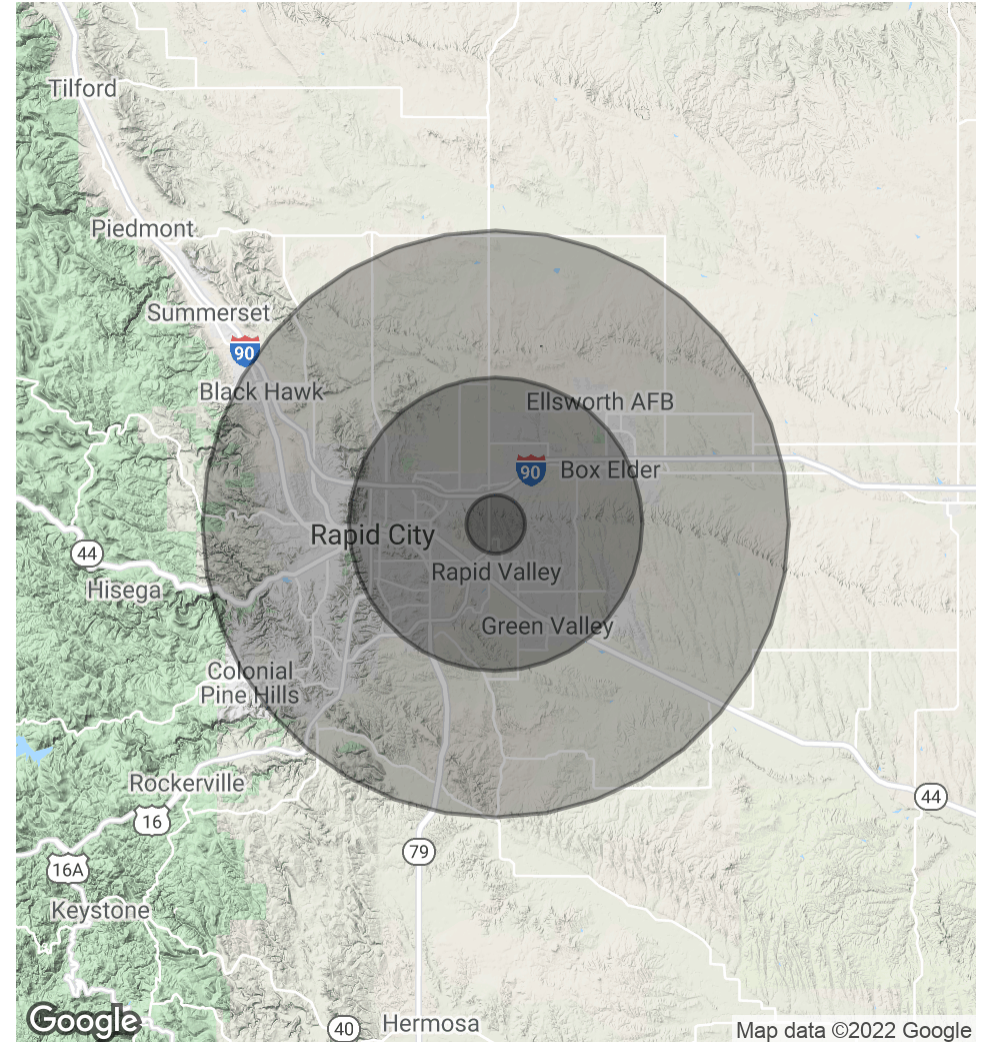 Tilford
Piedmont
Summerset
90
Black Hawk
Ellsworth AFB
90
Box Elder
Rapid City
44
Rapid Valley
Hisega
Green Valley
Colonial
Pine Hills
Rockerville
16
44
79
16A
Keystone
Google
40
Hermosa
Map data ©2022 Google